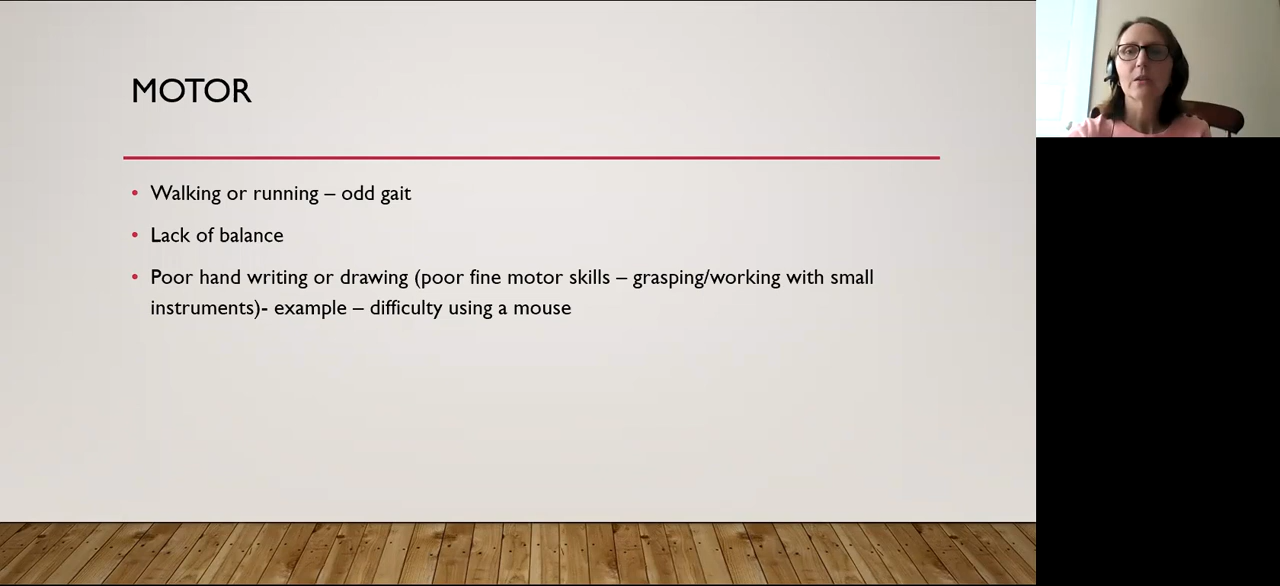 MOTOR
• Walking or running – odd gait
• Lack of balance
• Poor hand writing or drawing (poor fine motor skills – grasping/working with small
instruments)- example – difficulty using a mouse